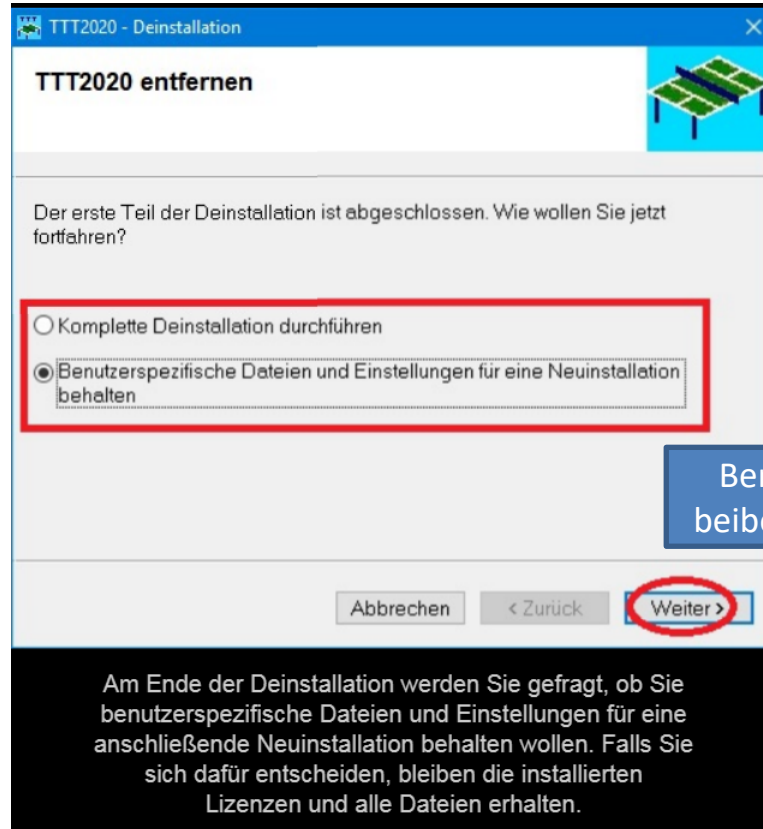 TTT2020 - Deinstallation
TTT2020 entfernen
Der erste Teil der Deinstallation ist abgeschlossen. Wie wollen Sie jetzt
fortfahren?
Komplette Deinstallation durchführen
Benutzerspezifische Dateien und Einstellungen für eine Neuinstallation
behalten
Abbrechen
< Zurück
Weiter >
Am Ende der Deinstallation werden Sie gefragt, ob Sie
benutzerspezifische Dateien und Einstellungen für eine
anschließende Neuinstallation behalten wollen. Falls Sie
sich dafür entscheiden, bleiben die installierten
Lizenzen und alle Dateien erhalten.